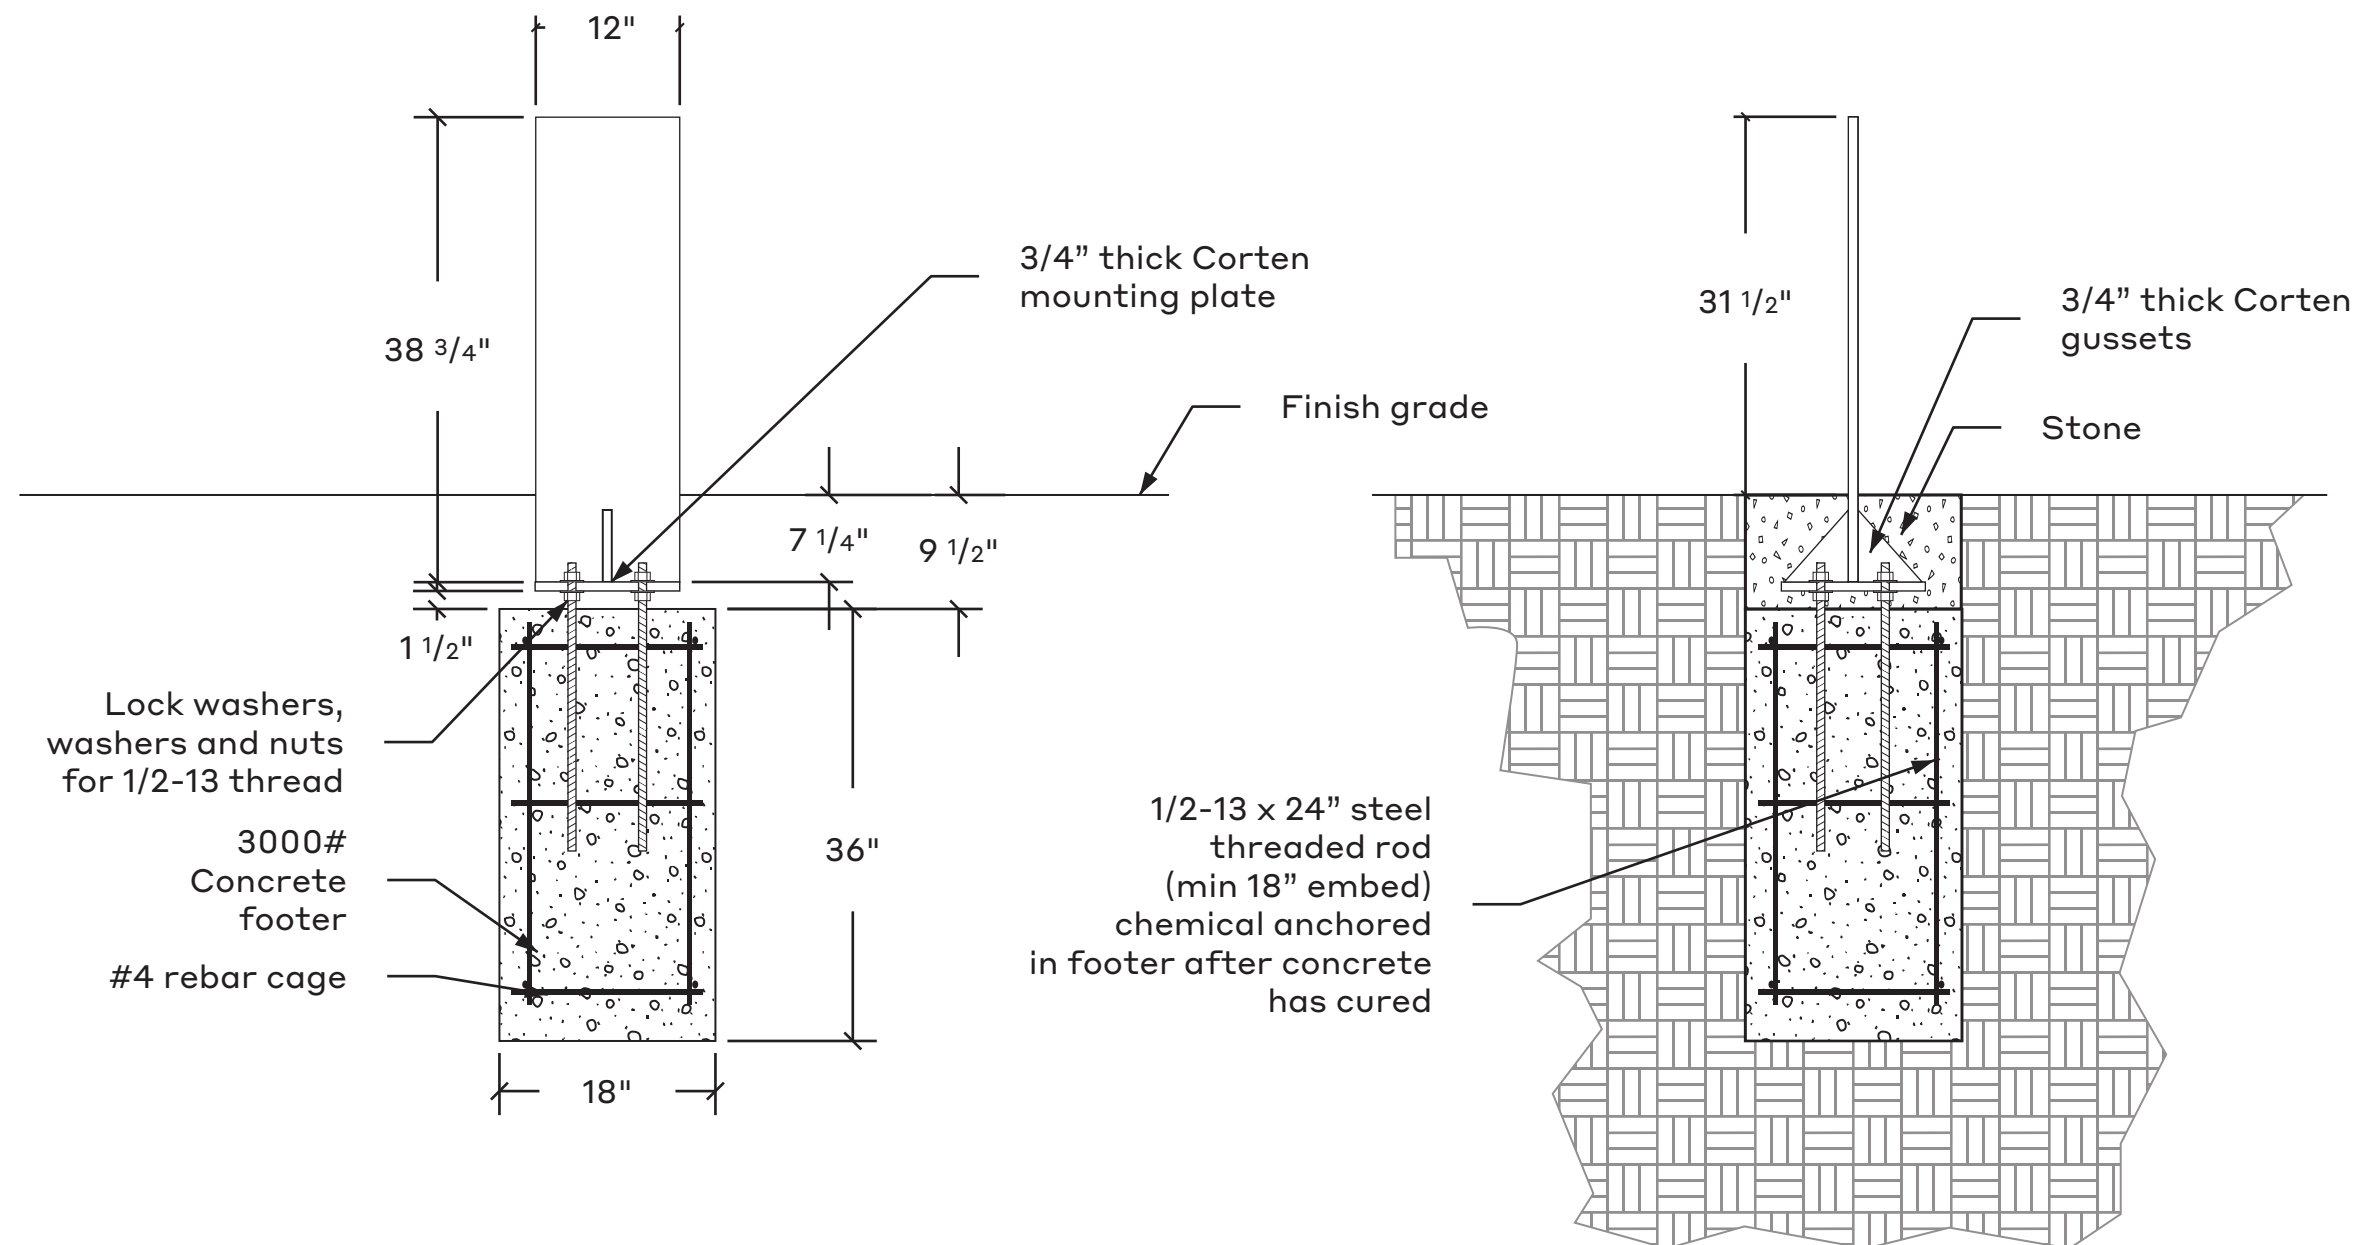 12"
38 3/4"
3/4” thick Corten
mounting plate
Finish grade
7 1/4"
9 1/2"
1 1/2"
Lock washers,
washers and nuts
for 1/2-13 thread
3000#
Concrete
footer
#4 rebar cage
36"
18"
31 1/2"
3/4” thick Corten
gussets
Stone
1/2-13 x 24” steel
threaded rod
(min 18” embed)
chemical anchored
in footer after concrete
has cured